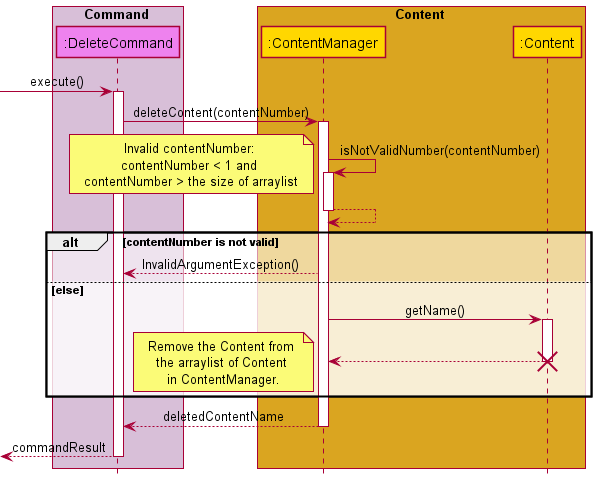 Command
Content
:DeleteCommand
:ContentManager
:Content
execute()
deleteContent(contentNumber)
Invalid contentNumber:
contentNumber < 1 and
contentNumber > the size of arraylist
isNotValidNumber(contentNumber)
alt
[contentNumber is not valid]
InvalidArgumentException()
[else]
getName()
Remove the Content from
the arraylist of Content
in ContentManager.
deletedContentName
commandResult